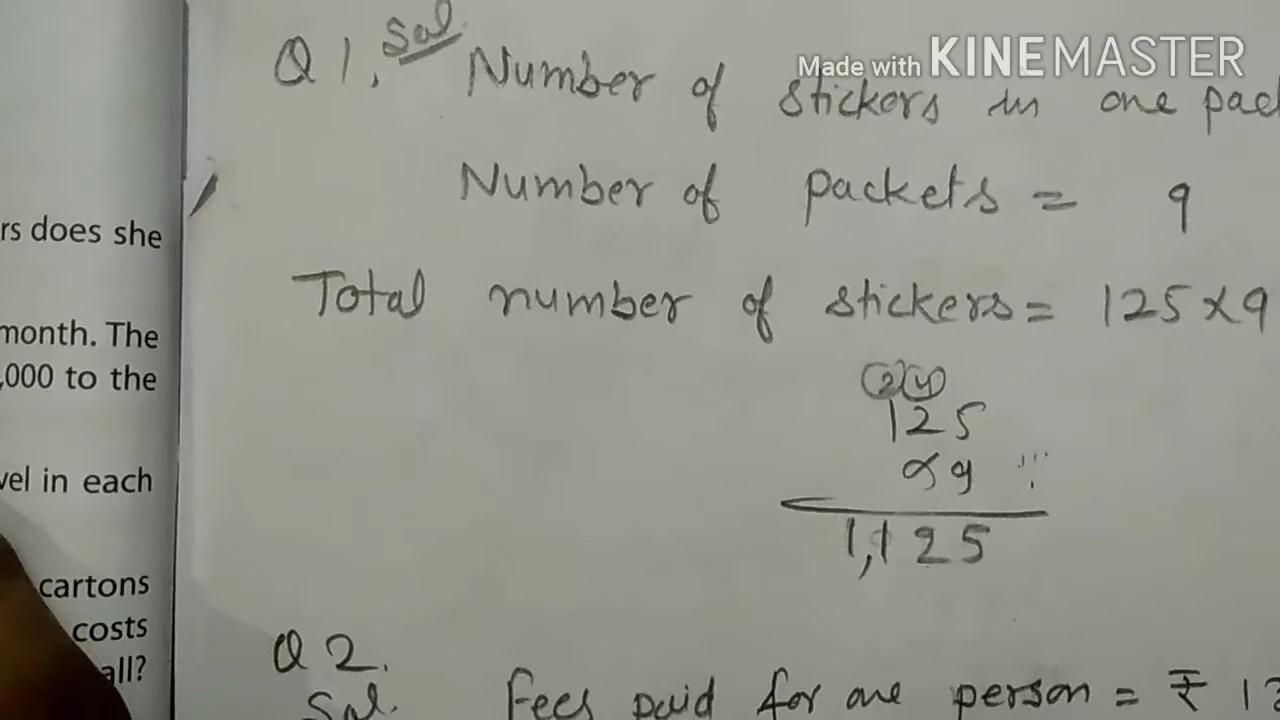 Made with KINEMASTER
Q1. Sol. Number of stickers in one pac
Number of packets = 9
Total number of stickers = 125 × 9
2 4
125
×9
1,125
Q2.
Sol. Fees paid for one person = ₹ 12
rs does she
month. The
,000 to the
vel in each
cartons
costs
all?